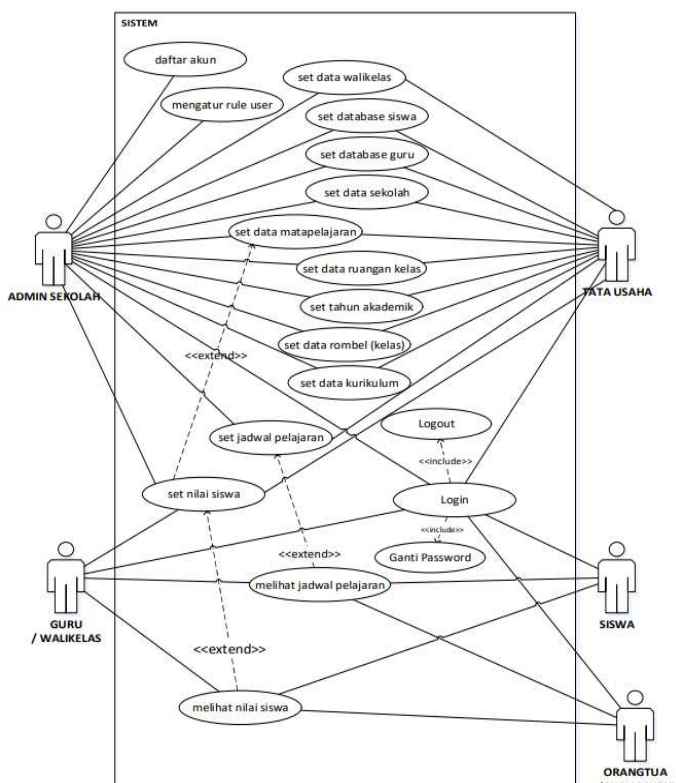 SISTEM
daftar akun
set data walikelas
mengatur rule user
set database siswa
set database guru
set data sekolah
set data matapelajaran
set data ruangan kelas
ADMIN SEKOLAH
TATA USAHA
set tahun akademik
set data rombel (kelas)
<<extend>>
set data kurikulum
Logout
set jadwal pelajaran
<<include>>
set nilai siswa
Login
<<include>>
<<extend>>
Ganti Password
melihat jadwal pelajaran
GURU
/ WALIKELAS
SISWA
<<extend>>
melihat nilai siswa
ORANGTUA